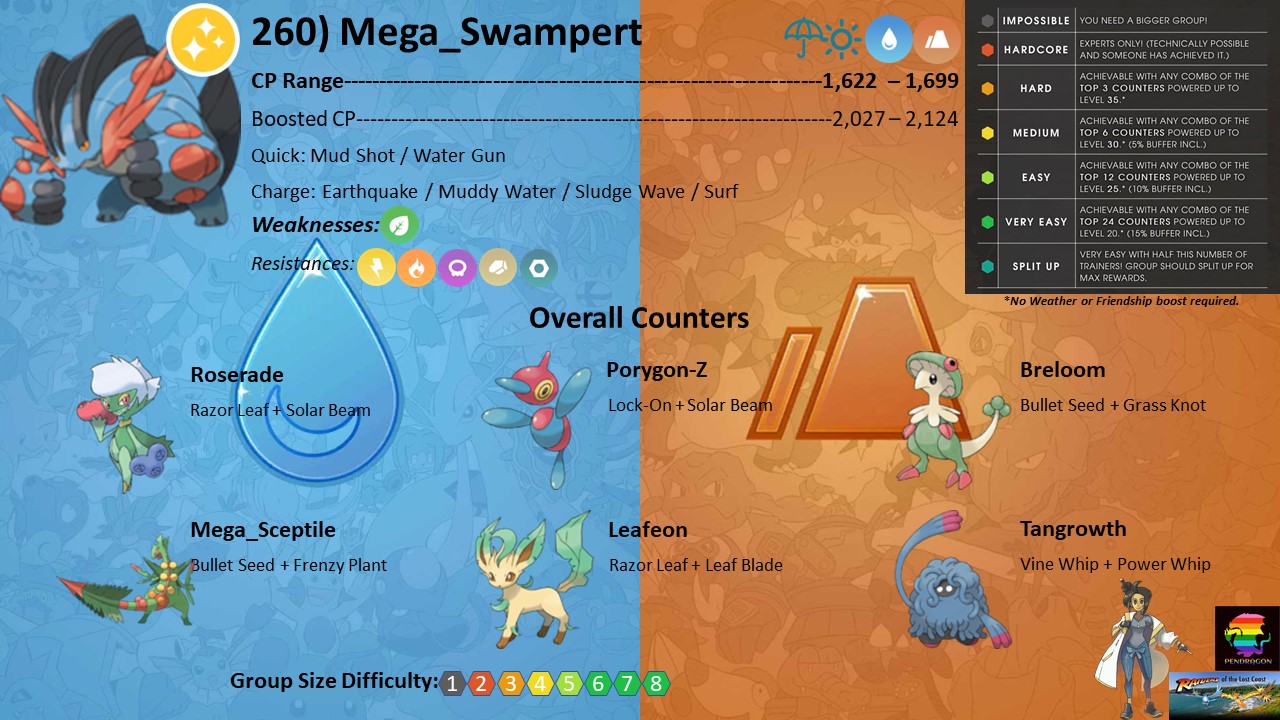 260) Mega_Swampert
CP Range--------------------------------------------------------------------1,622 – 1,699
Boosted CP--------------------------------------------------------------------2,027 – 2,124
Quick: Mud Shot / Water Gun
Charge: Earthquake / Muddy Water / Sludge Wave / Surf
Weaknesses:
Resistances:
IMPOSSIBLE YOU NEED A BIGGER GROUP!
HARDCORE EXPERTS ONLY! (TECHNICALLY POSSIBLE
AND SOMEONE HAS ACHIEVED IT.)
HARD ACHIEVABLE WITH ANY COMBO OF THE
TOP 3 COUNTERS POWERED UP TO
LEVEL 35.*
MEDIUM ACHIEVABLE WITH ANY COMBO OF THE
TOP 6 COUNTERS POWERED UP TO
LEVEL 30.* (5% BUFFER INCL.)
EASY ACHIEVABLE WITH ANY COMBO OF THE
TOP 12 COUNTERS POWERED UP TO
LEVEL 25.* (10% BUFFER INCL.)
VERY EASY ACHIEVABLE WITH ANY COMBO OF THE
TOP 24 COUNTERS POWERED UP TO
LEVEL 20.* (15% BUFFER INCL.)
SPLIT UP VERY EASY WITH HALF THIS NUMBER OF
TRAINERS! GROUP SHOULD SPLIT UP FOR
MAX REWARDS.
*No Weather or Friendship boost required.
Overall Counters
Roserade
Razor Leaf + Solar Beam
Porygon-Z
Lock-On + Solar Beam
Breloom
Bullet Seed + Grass Knot
Mega_Sceptile
Bullet Seed + Frenzy Plant
Leafeon
Razor Leaf + Leaf Blade
Tangrowth
Vine Whip + Power Whip
Group Size Difficulty: 1 2 3 4 5 6 7 8
PENDRAGON
RAIDERS of the Lost Coast